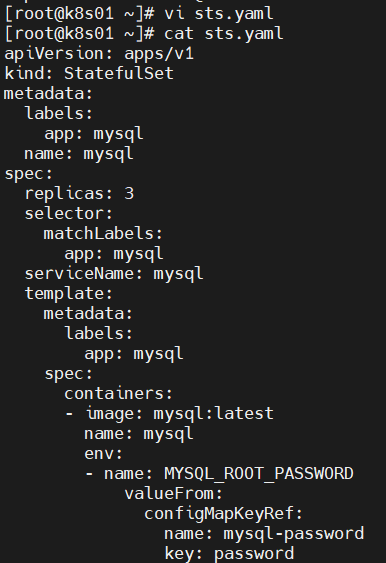 [root@k8s01 ~]# vi sts.yaml
[root@k8s01 ~]# cat sts.yaml
apiVersion: apps/v1
kind: StatefulSet
metadata:
  labels:
    app: mysql
  name: mysql
spec:
  replicas: 3
  selector:
    matchLabels:
      app: mysql
  serviceName: mysql
  template:
    metadata:
      labels:
        app: mysql
    spec:
      containers:
      - image: mysql:latest
        name: mysql
        env:
        - name: MYSQL_ROOT_PASSWORD
            valueFrom:
              configMapKeyRef:
                name: mysql-password
                key: password